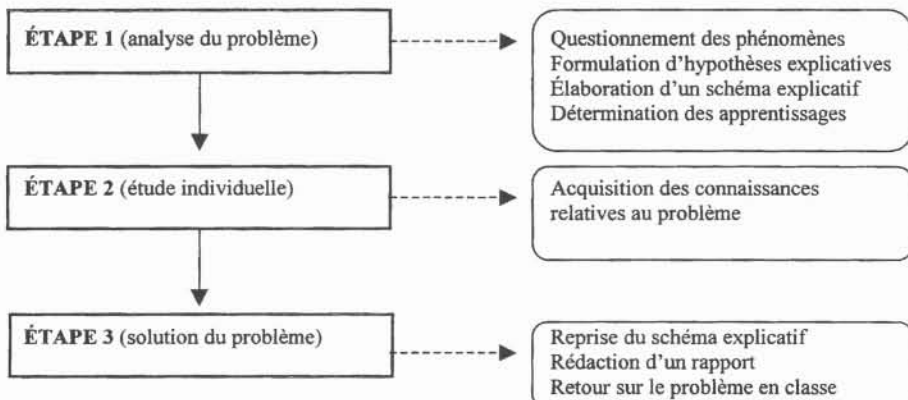 ÉTAPE 1 (analyse du problème)
Questionnement des phénomènes
Formulation d'hypothèses explicatives
Élaboration d'un schéma explicatif
Détermination des apprentissages
ÉTAPE 2 (étude individuelle)
Acquisition des connaissances
relatives au problème
ÉTAPE 3 (solution du problème)
Reprise du schéma explicatif
Rédaction d'un rapport
Retour sur le problème en classe